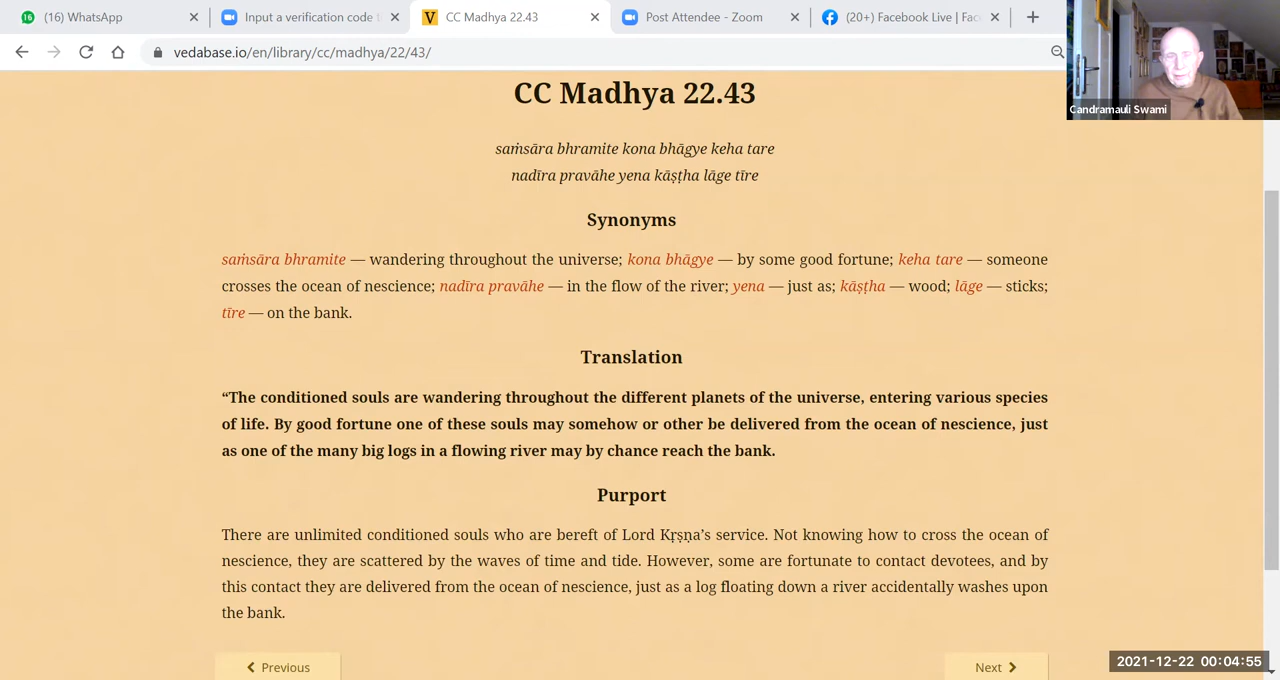 (16) WhatsApp
Input a verification code t
CC Madhya 22.43
Post Attendee - Zoom
(20+) Facebook Live | Fac
vedabase.io/en/library/cc/madhya/22/43/
Candramauli Swami
CC Madhya 22.43
saṁsāra bhramite kona bhāgye keha tare
nadīra pravāhe yena kāṣṭha lāge tīre
Synonyms
saṁsāra bhramite — wandering throughout the universe; kona bhāgye — by some good fortune; keha tare — someone
crosses the ocean of nescience; nadīra pravāhe — in the flow of the river; yena — just as; kāṣṭha — wood; lāge — sticks;
tīre — on the bank.
Translation
“The conditioned souls are wandering throughout the different planets of the universe, entering various species
of life. By good fortune one of these souls may somehow or other be delivered from the ocean of nescience, just
as one of the many big logs in a flowing river may by chance reach the bank.
Purport
There are unlimited conditioned souls who are bereft of Lord Kṛṣṇa’s service. Not knowing how to cross the ocean of
nescience, they are scattered by the waves of time and tide. However, some are fortunate to contact devotees, and by
this contact they are delivered from the ocean of nescience, just as a log floating down a river accidentally washes upon
the bank.
Previous
Next
2021-12-22 00:04:55